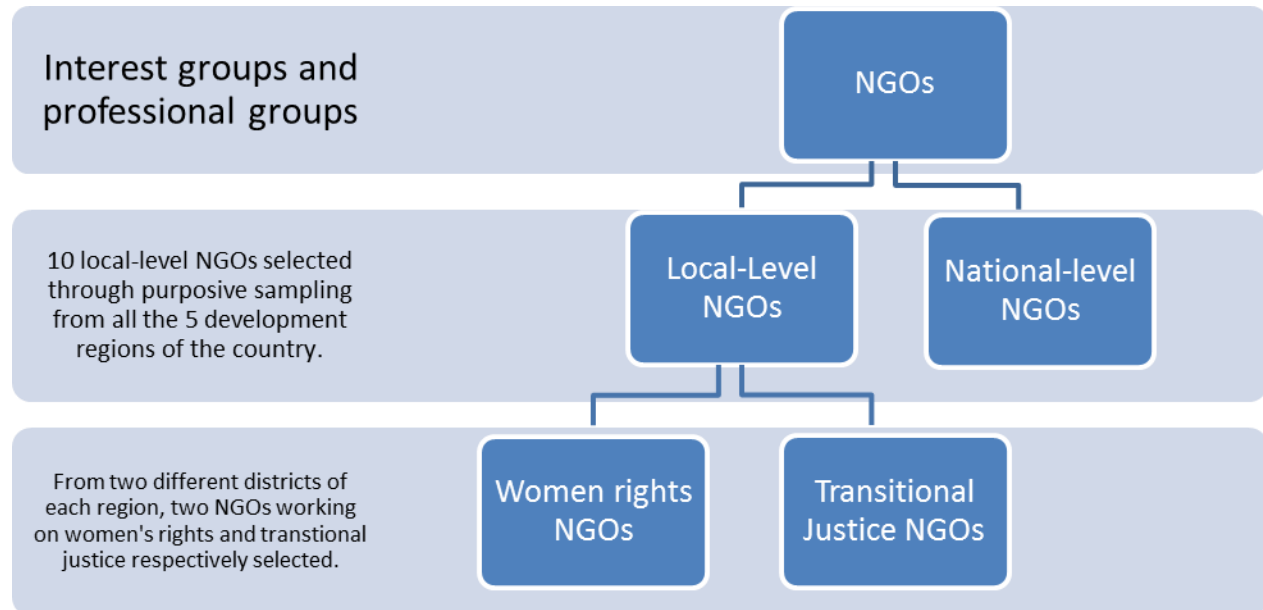 Interest groups and
professional groups
NGOs
10 local-level NGOs selected
through purposive sampling
from all the 5 development
regions of the country.
Local-Level
NGOs
National-level
NGOs
From two different districts of
each region, two NGOs working
on women's rights and transtional
justice respectively selected.
Women rights
NGOs
Transitional
Justice NGOs